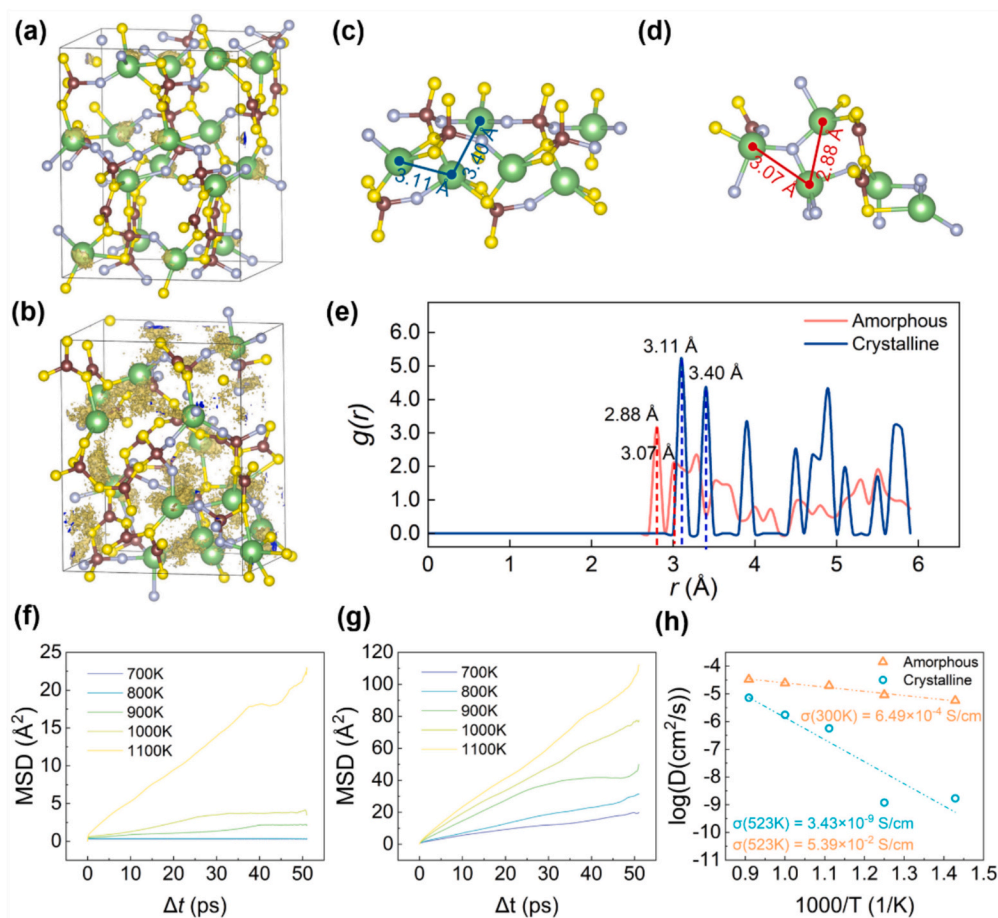 (a)
(c)
(d)
3.11 Å
3.40 Å
3.07 Å
2.88 Å
(b)
(e)
6.0
5.0
4.0
3.0
2.0
1.0
0.0
g(r)
Amorphous
Crystalline
3.11 Å
3.40 Å
2.88 Å
3.07 Å
0
1
2
3
4
5
6
r (Å)
(f)
25
20
15
10
5
0
MSD (Å²)
700K
800K
900K
1000K
1100K
0
10
20
30
40
50
Δt (ps)
(g)
120
100
80
60
40
20
0
MSD (Å²)
700K
800K
900K
1000K
1100K
0
10
20
30
40
50
Δt (ps)
(h)
-4
-5
-6
-7
-8
-9
-10
-11
log(D(cm²/s))
Amorphous
Crystalline
σ(300K) = 6.49×10⁻⁴ S/cm
σ(523K) = 3.43×10⁻⁹ S/cm
σ(523K) = 5.39×10⁻² S/cm
0.9
1.0
1.1
1.2
1.3
1.4
1.5
1000/T (1/K)